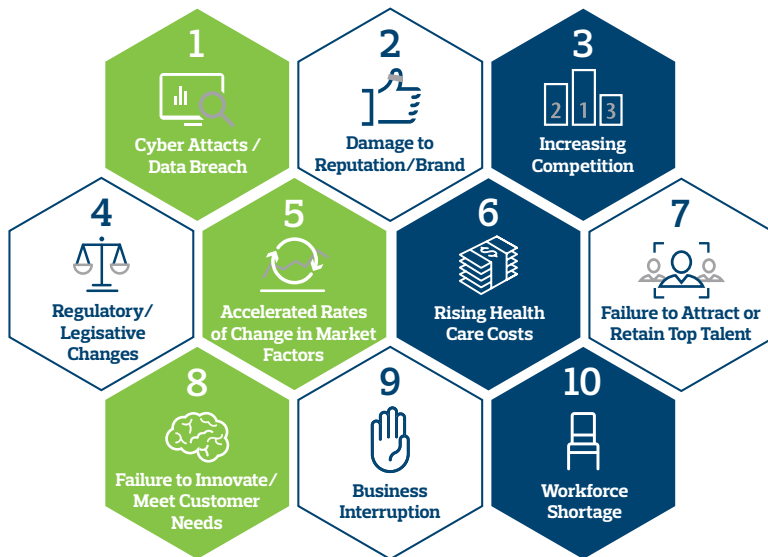 1
Cyber Attacts /
Data Breach
2
Damage to
Reputation/Brand
3
2 1 3
Increasing
Competition
4
Regulatory/
Legisative
Changes
5
Accelerated Rates
of Change in Market
Factors
6
Rising Health
Care Costs
7
Failure to Attract or
Retain Top Talent
8
Failure to Innovate/
Meet Customer
Needs
9
Business
Interruption
10
Workforce
Shortage